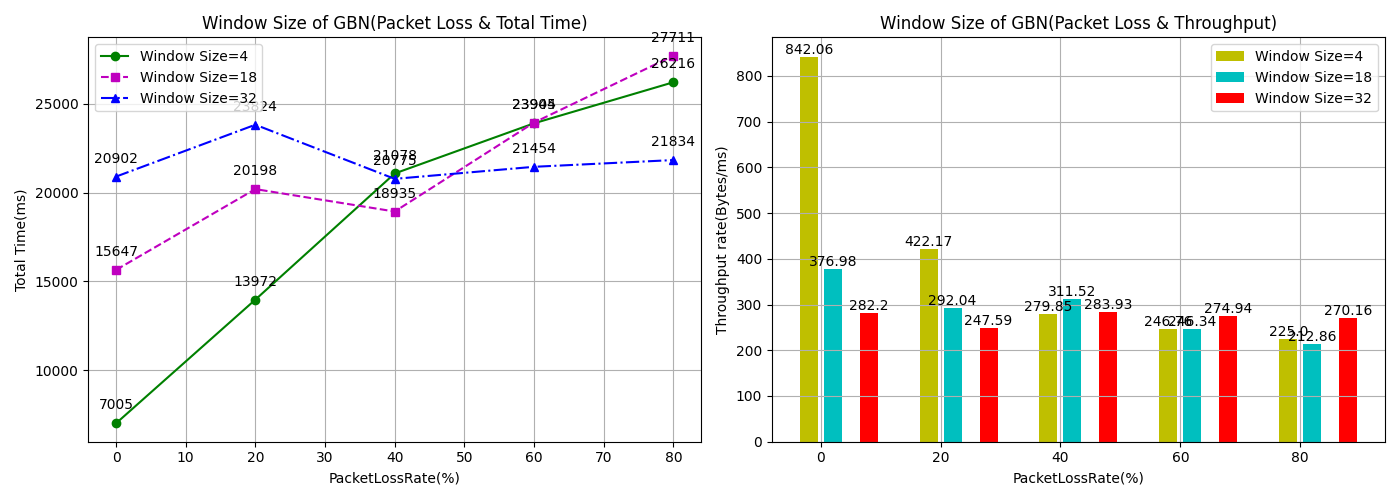 Window Size of GBN(Packet Loss & Total Time)
Window Size=4
Window Size=18
Window Size=32
Total Time(ms)
25000
20000
15000
10000
7005
13972
21078
26216
15647
20198
18935
27711
20902
23824
20775
21454
21834
0 10 20 30 40 50 60 70 80
PacketLossRate(%)
Window Size of GBN(Packet Loss & Throughput)
Window Size=4
Window Size=18
Window Size=32
Throughput rate(Bytes/ms)
800
700
600
500
400
300
200
100
0
842.06
376.98
282.2
422.17
292.04
247.59
279.85
311.52
283.93
246.34
274.94
225.0
212.86
270.16
0 20 40 60 80
PacketLossRate(%)